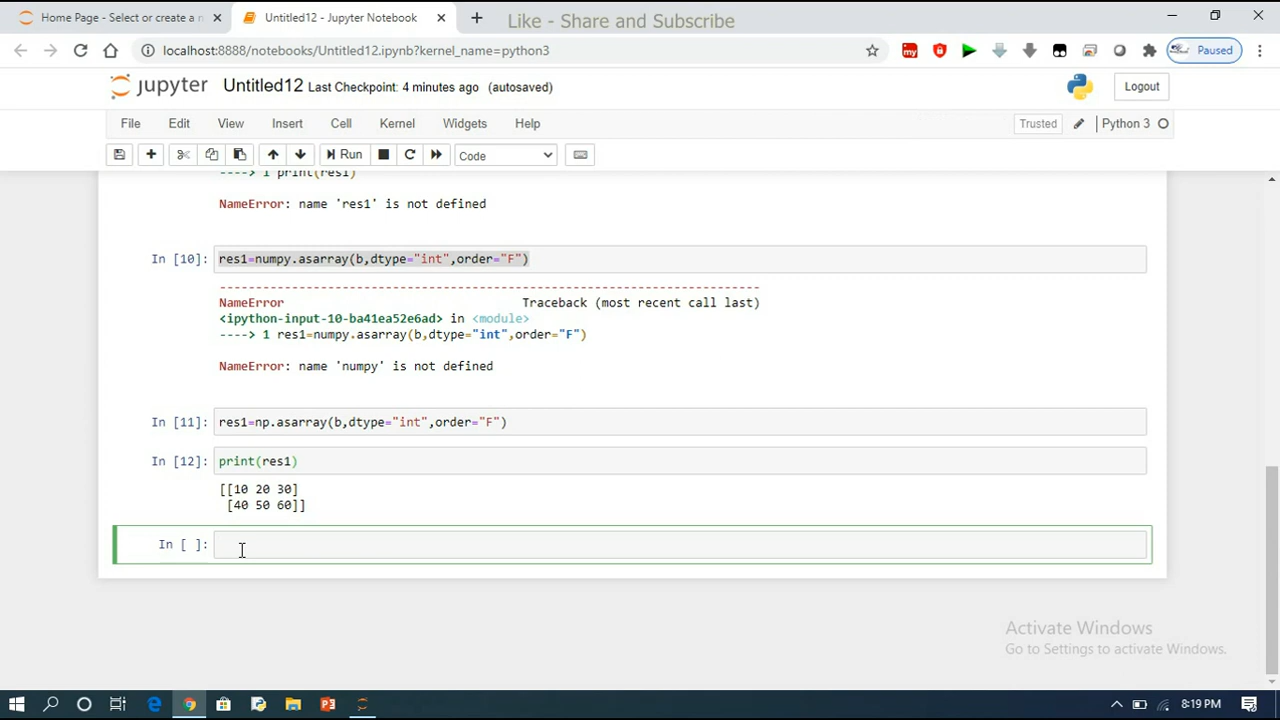 Home Page - Select or create a n
Untitled12 - Jupyter Notebook
Like - Share and Subscribe
localhost:8888/notebooks/Untitled12.ipynb?kernel_name=python3
my
Paused
jupyter Untitled12 Last Checkpoint: 4 minutes ago (autosaved)
Logout
File Edit View Insert Cell Kernel Widgets Help
Trusted
Python 3
Run
Code
----> 1 print(res1)
NameError: name 'res1' is not defined
In [10]: res1=numpy.asarray(b,dtype="int",order="F")
---------------------------------------------------------------------------
NameError Traceback (most recent call last)
<ipython-input-10-ba41ea52e6ad> in <module>
----> 1 res1=numpy.asarray(b,dtype="int",order="F")
NameError: name 'numpy' is not defined
In [11]: res1=np.asarray(b,dtype="int",order="F")
In [12]: print(res1)
[[10 20 30]
[40 50 60]]
In [ ]:
Activate Windows
Go to Settings to activate Windows.
8:19 PM